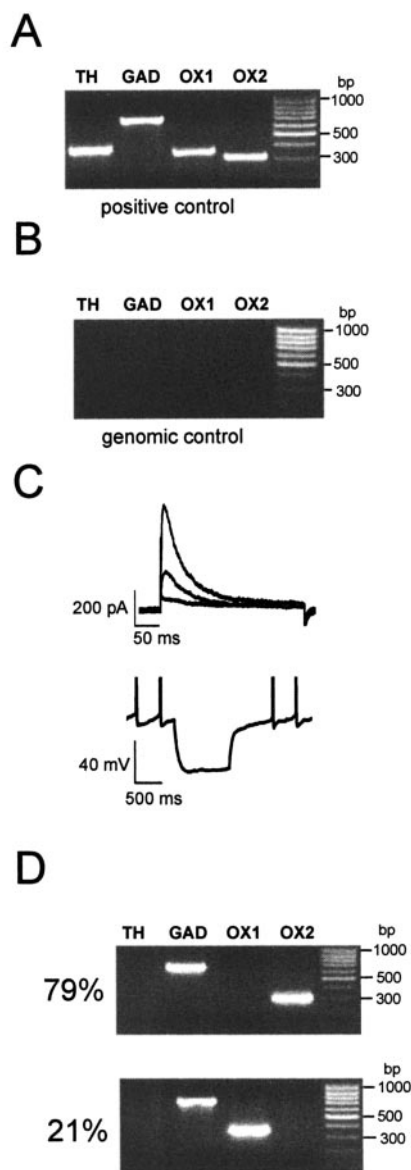 A
TH GAD OX1 OX2 bp
1000
500
300
positive control
B
TH GAD OX1 OX2 bp
1000
500
300
genomic control
C
200 pA
50 ms
40 mV
500 ms
D
TH GAD OX1 OX2 bp
1000
500
300
79%
bp
1000
500
300
21%